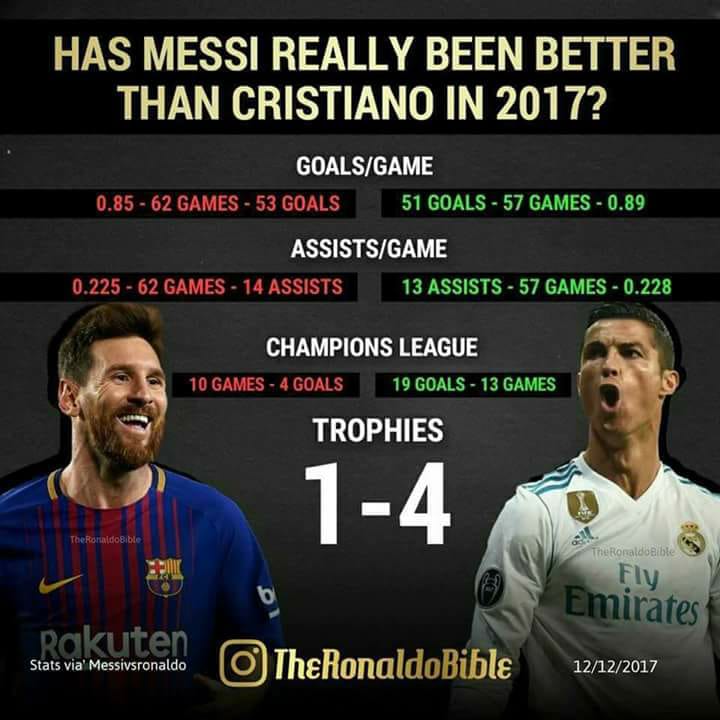 HAS MESSI REALLY BEEN BETTER
THAN CRISTIANO IN 2017?
GOALS/GAME
0.85 - 62 GAMES - 53 GOALS
51 GOALS - 57 GAMES - 0.89
ASSISTS/GAME
0.225 - 62 GAMES - 14 ASSISTS
13 ASSISTS - 57 GAMES - 0.228
CHAMPIONS LEAGUE
10 GAMES - 4 GOALS
19 GOALS - 13 GAMES
TROPHIES
1-4
TheRonaldoBible
TheRonaldoBible
FCB
adidas
Fly
Emirates
Rakuten
Stats via' Messivsronaldo
TheRonaldoBible
12/12/2017